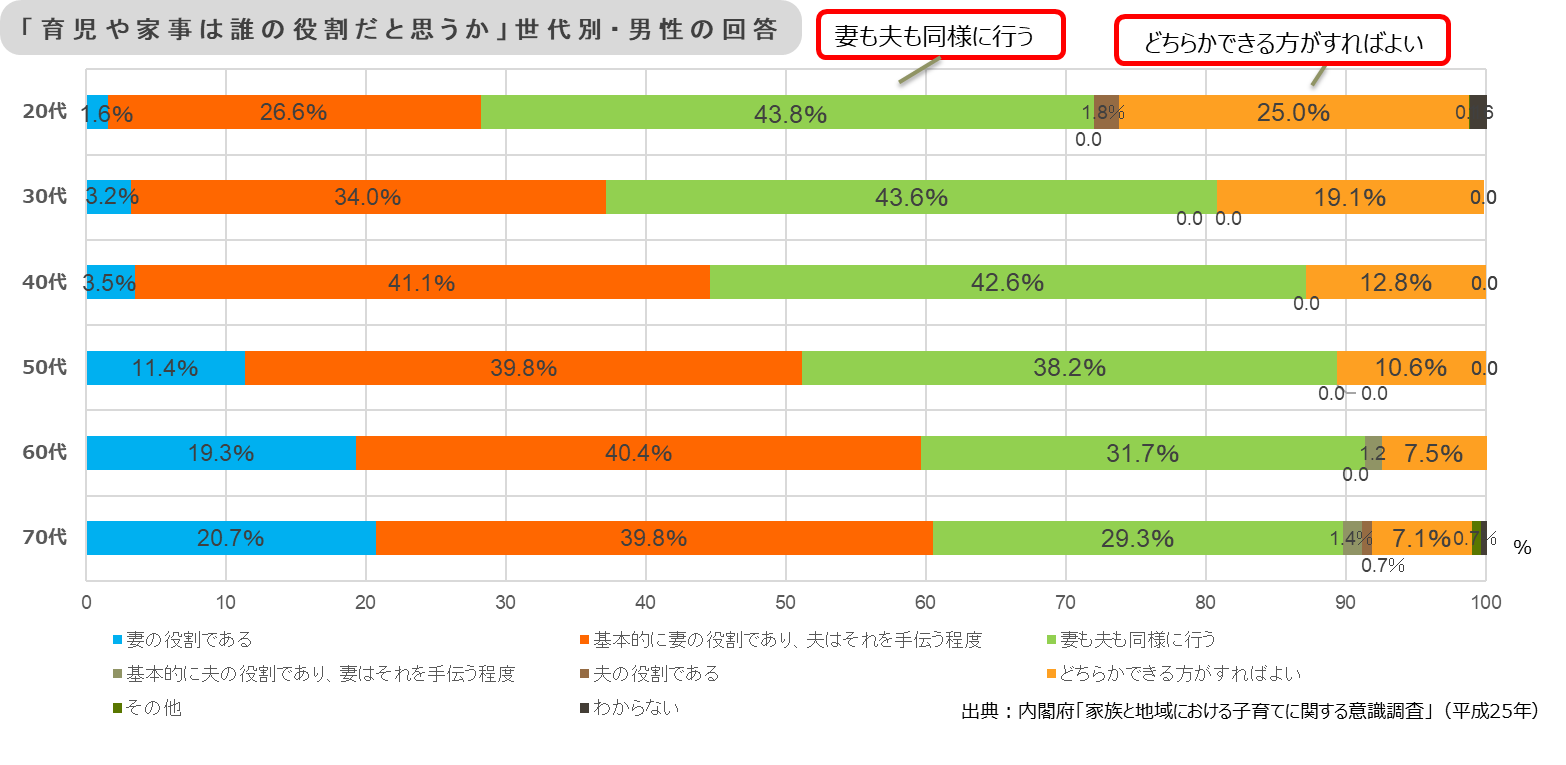 「育児や家事は誰の役割だと思うか」世代別・男性の回答
妻も夫も同様に行う
どちらかできる方がすればよい
20代 1.6% 26.6% 43.8% 1.8% 25.0%
0.0
30代 3.2% 34.0% 43.6% 19.1% 0.0
0.0 0.0
40代 3.5% 41.1% 42.6% 12.8% 0.0
0.0
50代 11.4% 39.8% 38.2% 10.6% 0.0
0.0 0.0
60代 19.3% 40.4% 31.7% 1.2 7.5%
0.0
70代 20.7% 39.8% 29.3% 1.4% 7.1% 0.7% %
0.7%
0 10 20 30 40 50 60 70 80 90 100
妻の役割である 基本的に妻の役割であり、夫はそれを手伝う程度 妻も夫も同様に行う
基本的に夫の役割であり、妻はそれを手伝う程度 夫の役割である どちらかできる方がすればよい
その他 わからない 出典：内閣府「家族と地域における子育てに関する意識調査」（平成25年）